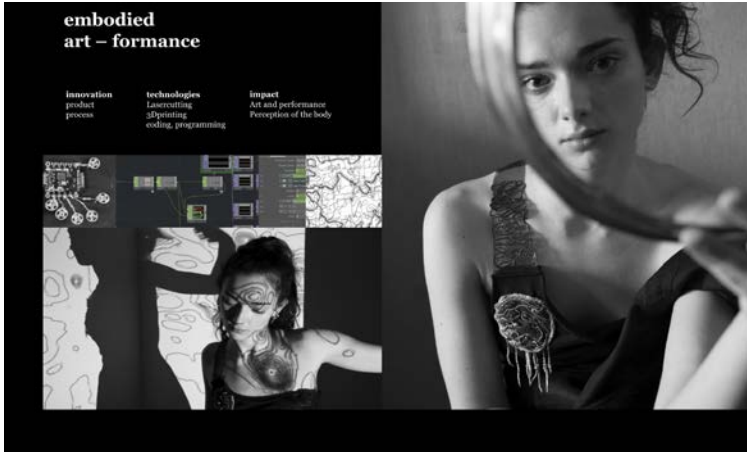 embodied
art – formance
innovation
product
process
technologies
Lasercutting
3Dprinting
coding, programming
impact
Art and performance
Perception of the body